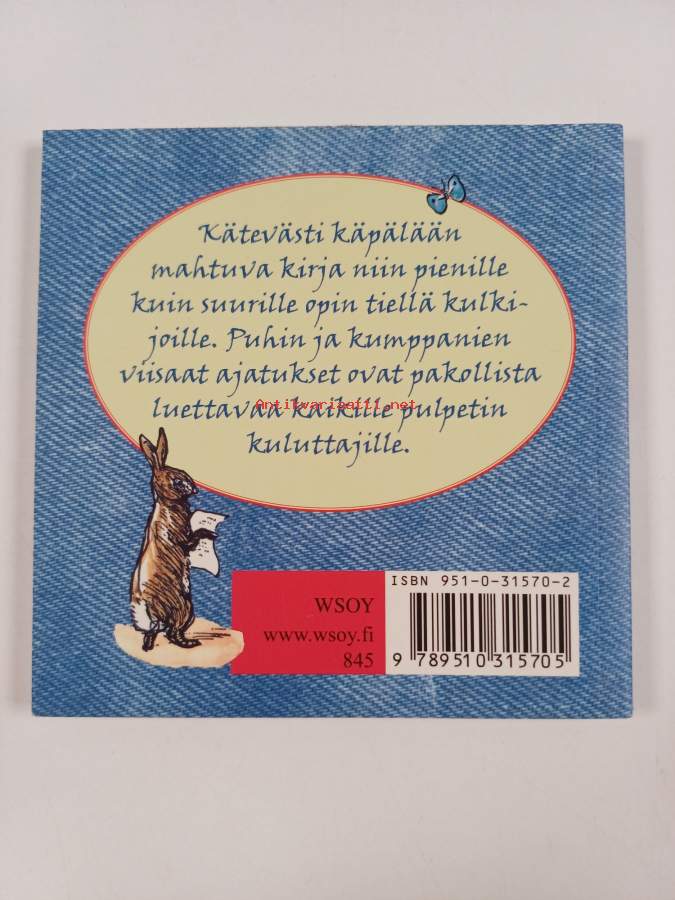 Kätevästi käpälään
mahtuva kirja niin pienille
kuin suurille opin tiellä kulki-
joille. Puhin ja kumppanien
viisaat ajatukset ovat pakollista
Antikvariaatti.net
luettavaa kaikille pulpetin
kuluttajille.
WSOY
www.wsoy.fi
845
ISBN 951-0-31570-2
9 789510 315705